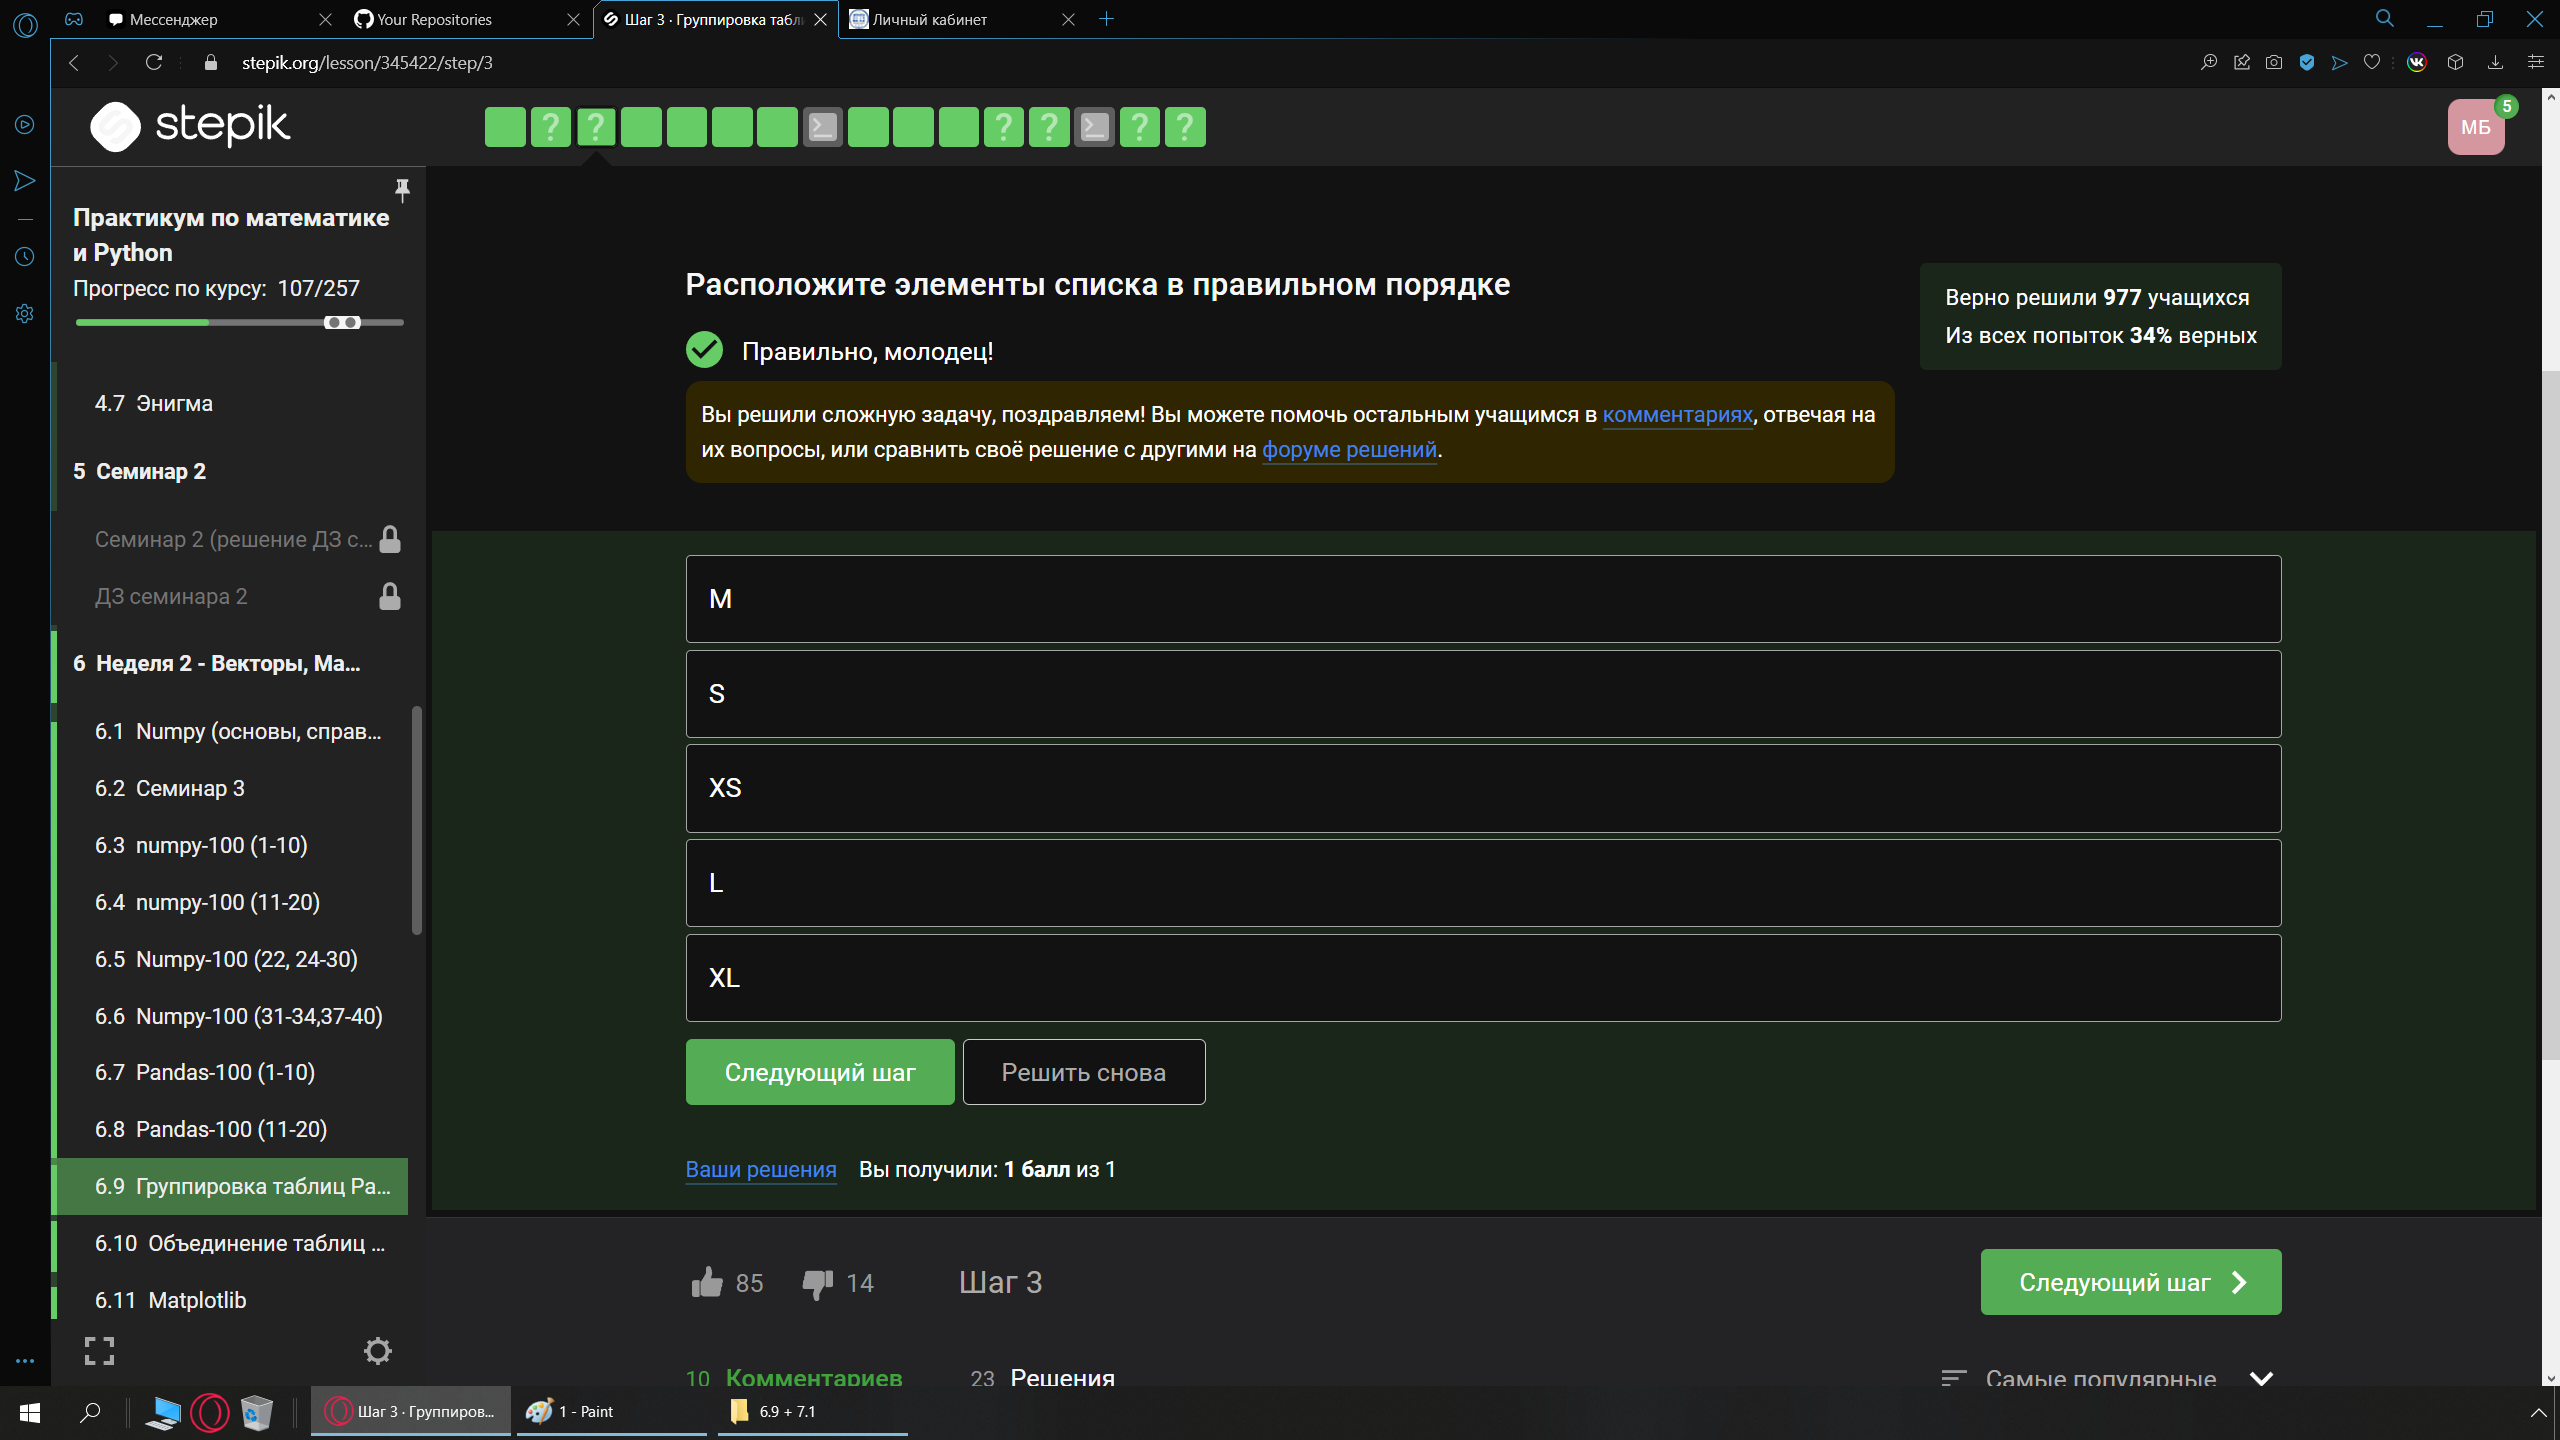 Мессенджер
Your Repositories
Шаг 3 · Группировка табл
Личный кабинет
stepik.org/lesson/345422/step/3
stepik
? ? ? ? ? ?
МБ
5
Практикум по математике
и Python
Прогресс по курсу: 107/257
4.7 Энигма
5 Семинар 2
Семинар 2 (решение ДЗ с...
ДЗ семинара 2
6 Неделя 2 - Векторы, Ма...
6.1 Numpy (основы, справ...
6.2 Семинар 3
6.3 numpy-100 (1-10)
6.4 numpy-100 (11-20)
6.5 Numpy-100 (22, 24-30)
6.6 Numpy-100 (31-34,37-40)
6.7 Pandas-100 (1-10)
6.8 Pandas-100 (11-20)
6.9 Группировка таблиц Pa...
6.10 Объединение таблиц ...
6.11 Matplotlib
Расположите элементы списка в правильном порядке
Правильно, молодец!
Верно решили 977 учащихся
Из всех попыток 34% верных
Вы решили сложную задачу, поздравляем! Вы можете помочь остальным учащимся в комментариях, отвечая на
их вопросы, или сравнить своё решение с другими на форуме решений.
M
S
XS
L
XL
Следующий шаг
Решить снова
Ваши решения Вы получили: 1 балл из 1
85
14
Шаг 3
Следующий шаг
10 Комментариев
23 Решения
Самые популярные
Шаг 3 · Группиров...
1 - Paint
6.9 + 7.1